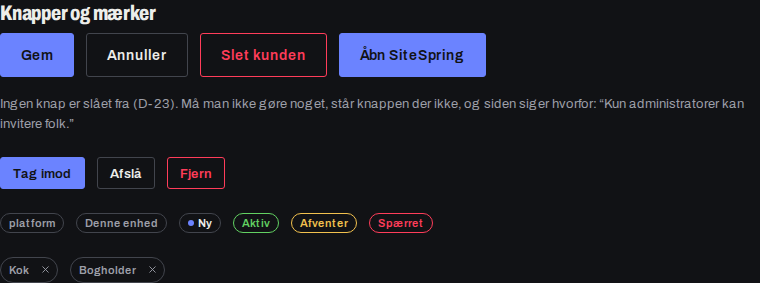 Knapper og mærker
Gem Annuller Slet kunden Åbn SiteSpring
Ingen knap er slået fra (D-23). Må man ikke gøre noget, står knappen der ikke, og siden siger hvorfor: “Kun administratorer kan
invitere folk.”
Tag imod Afslå Fjern
platform Denne enhed Ny Aktiv Afventer Spærret
Kok × Bogholder ×